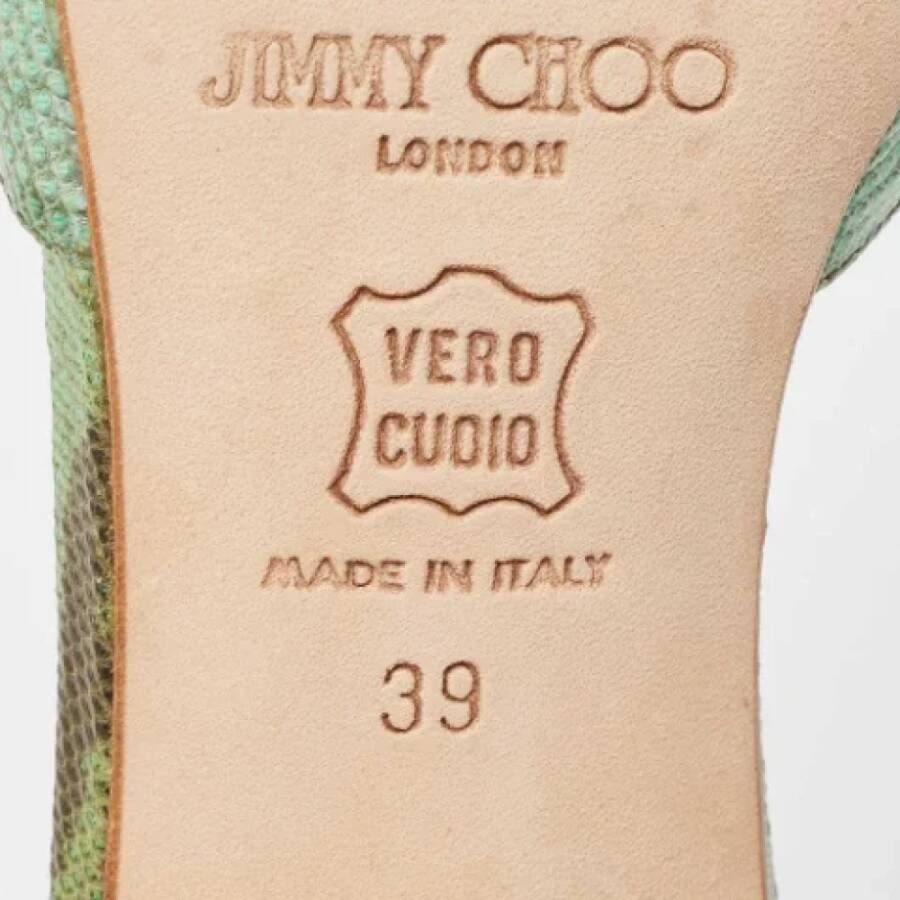 JIMMY CHOO
LONDON
VERO
CUOIO
MADE IN ITALY
39